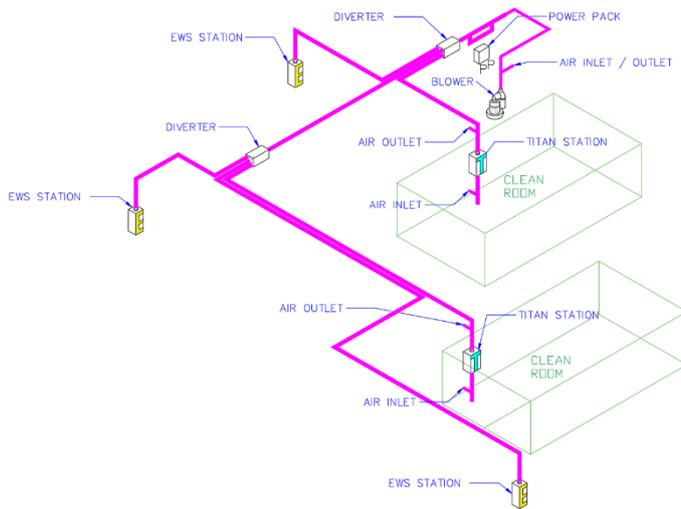 DIVERTER
POWER PACK
EWS STATION
AIR INLET / OUTLET
BLOWER
DIVERTER
AIR OUTLET
TITAN STATION
CLEAN
ROOM
EWS STATION
AIR INLET
AIR OUTLET
TITAN STATION
CLEAN
ROOM
AIR INLET
EWS STATION